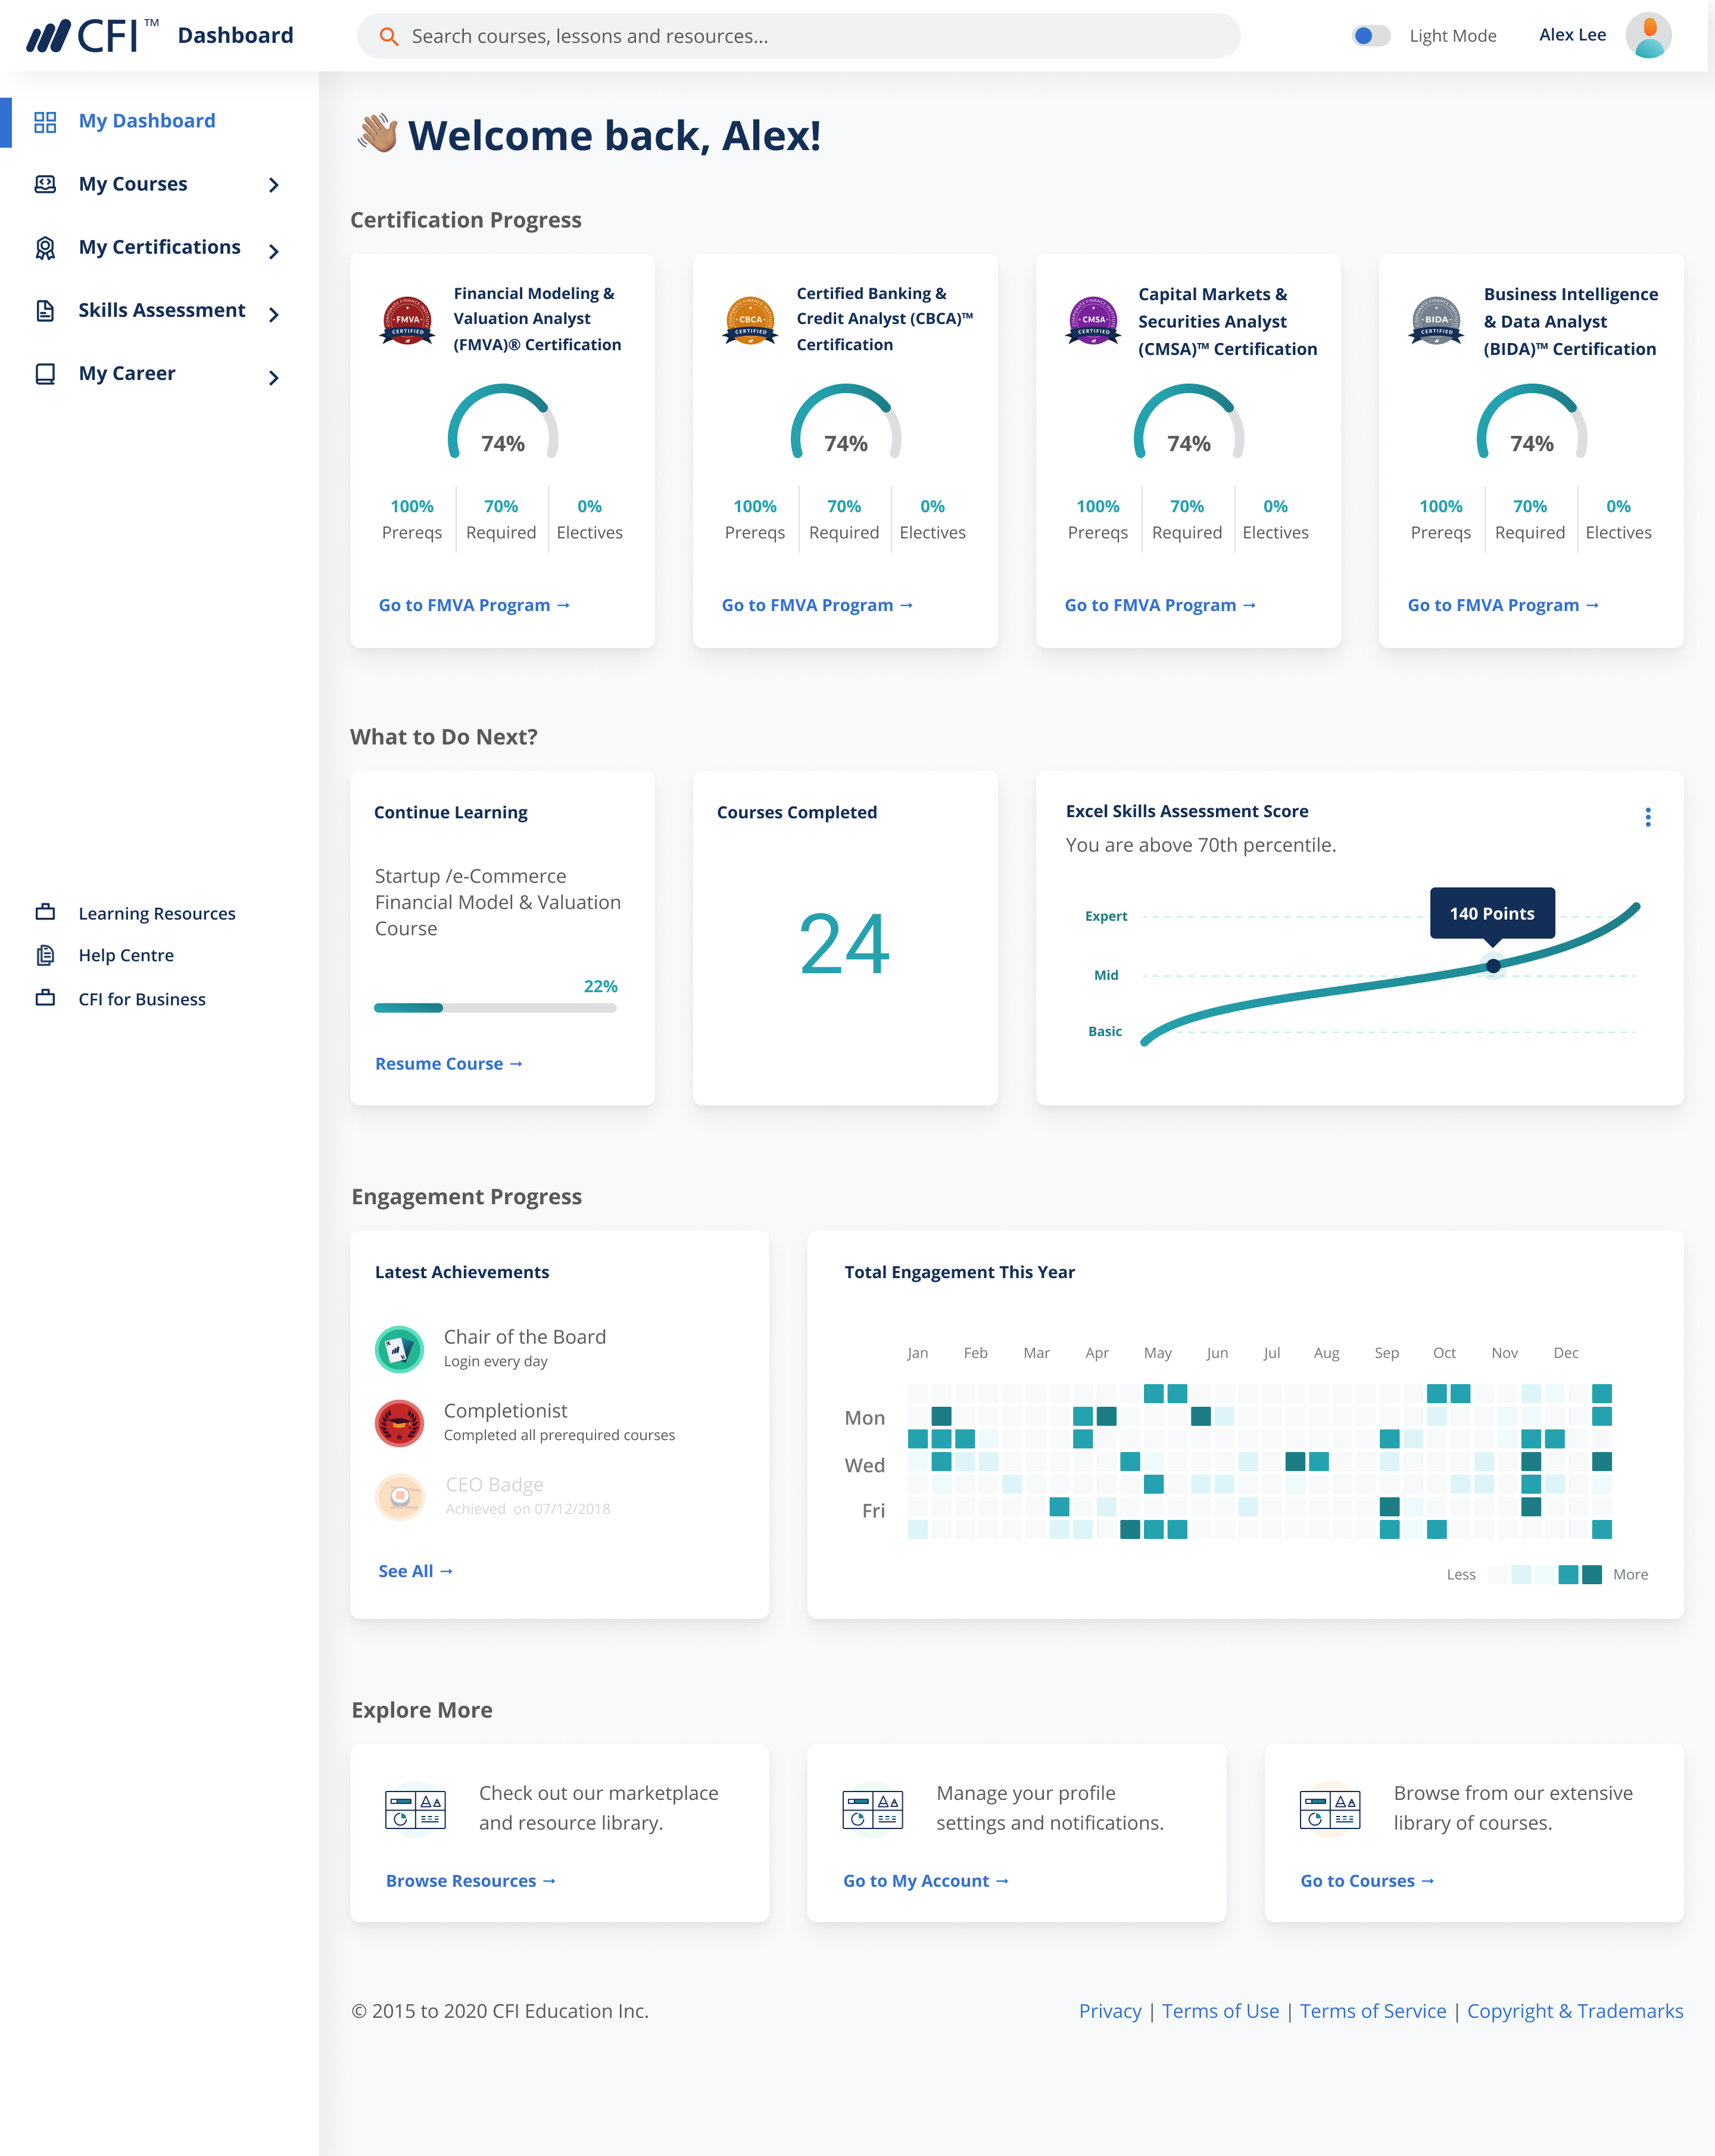 CFI™
Dashboard
Search courses, lessons and resources...
Light Mode
Alex Lee
My Dashboard
My Courses
My Certifications
Skills Assessment
My Career
Learning Resources
Help Centre
CFI for Business
👋🏽 Welcome back, Alex!
Certification Progress
FMVA
CERTIFIED
Financial Modeling &
Valuation Analyst
(FMVA)® Certification
74%
100%
Prereqs
70%
Required
0%
Electives
Go to FMVA Program →
CBCA
CERTIFIED
Certified Banking &
Credit Analyst (CBCA)™
Certification
74%
100%
Prereqs
70%
Required
0%
Electives
Go to FMVA Program →
CMSA
CERTIFIED
Capital Markets &
Securities Analyst
(CMSA)™ Certification
74%
100%
Prereqs
70%
Required
0%
Electives
Go to FMVA Program →
BIDA
CERTIFIED
Business Intelligence
& Data Analyst
(BIDA)™ Certification
74%
100%
Prereqs
70%
Required
0%
Electives
Go to FMVA Program →
What to Do Next?
Continue Learning
Startup /e-Commerce
Financial Model & Valuation
Course
22%
Resume Course →
Courses Completed
24
Excel Skills Assessment Score
You are above 70th percentile.
140 Points
Expert
Mid
Basic
Engagement Progress
Latest Achievements
Chair of the Board
Login every day
Completionist
Completed all prerequired courses
CEO Badge
Achieved on 07/12/2018
See All →
Total Engagement This Year
Jan Feb Mar Apr May Jun Jul Aug Sep Oct Nov Dec
Mon
Wed
Fri
Less
More
Explore More
Check out our marketplace
and resource library.
Browse Resources →
Manage your profile
settings and notifications.
Go to My Account →
Browse from our extensive
library of courses.
Go to Courses →
© 2015 to 2020 CFI Education Inc.
Privacy | Terms of Use | Terms of Service | Copyright & Trademarks